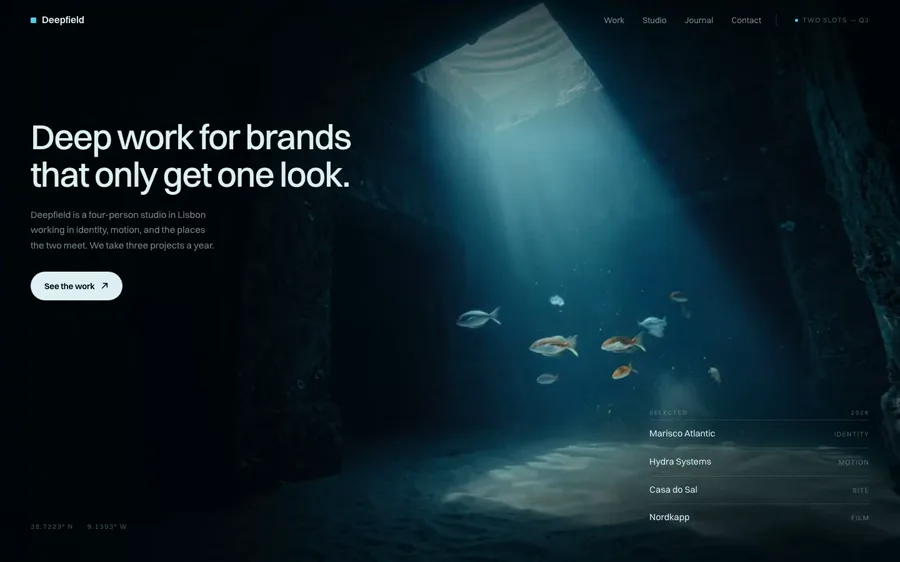 Deepfield
Work Studio Journal Contact TWO SLOTS — Q3
Deep work for brands
that only get one look.
Deepfield is a four-person studio in Lisbon
working in identity, motion, and the places
the two meet. We take three projects a year.
See the work
SELECTED 2026
Marisco Atlantic IDENTITY
Hydra Systems MOTION
Casa do Sal SITE
Nordkapp FILM
38.7223° N 9.1393° W